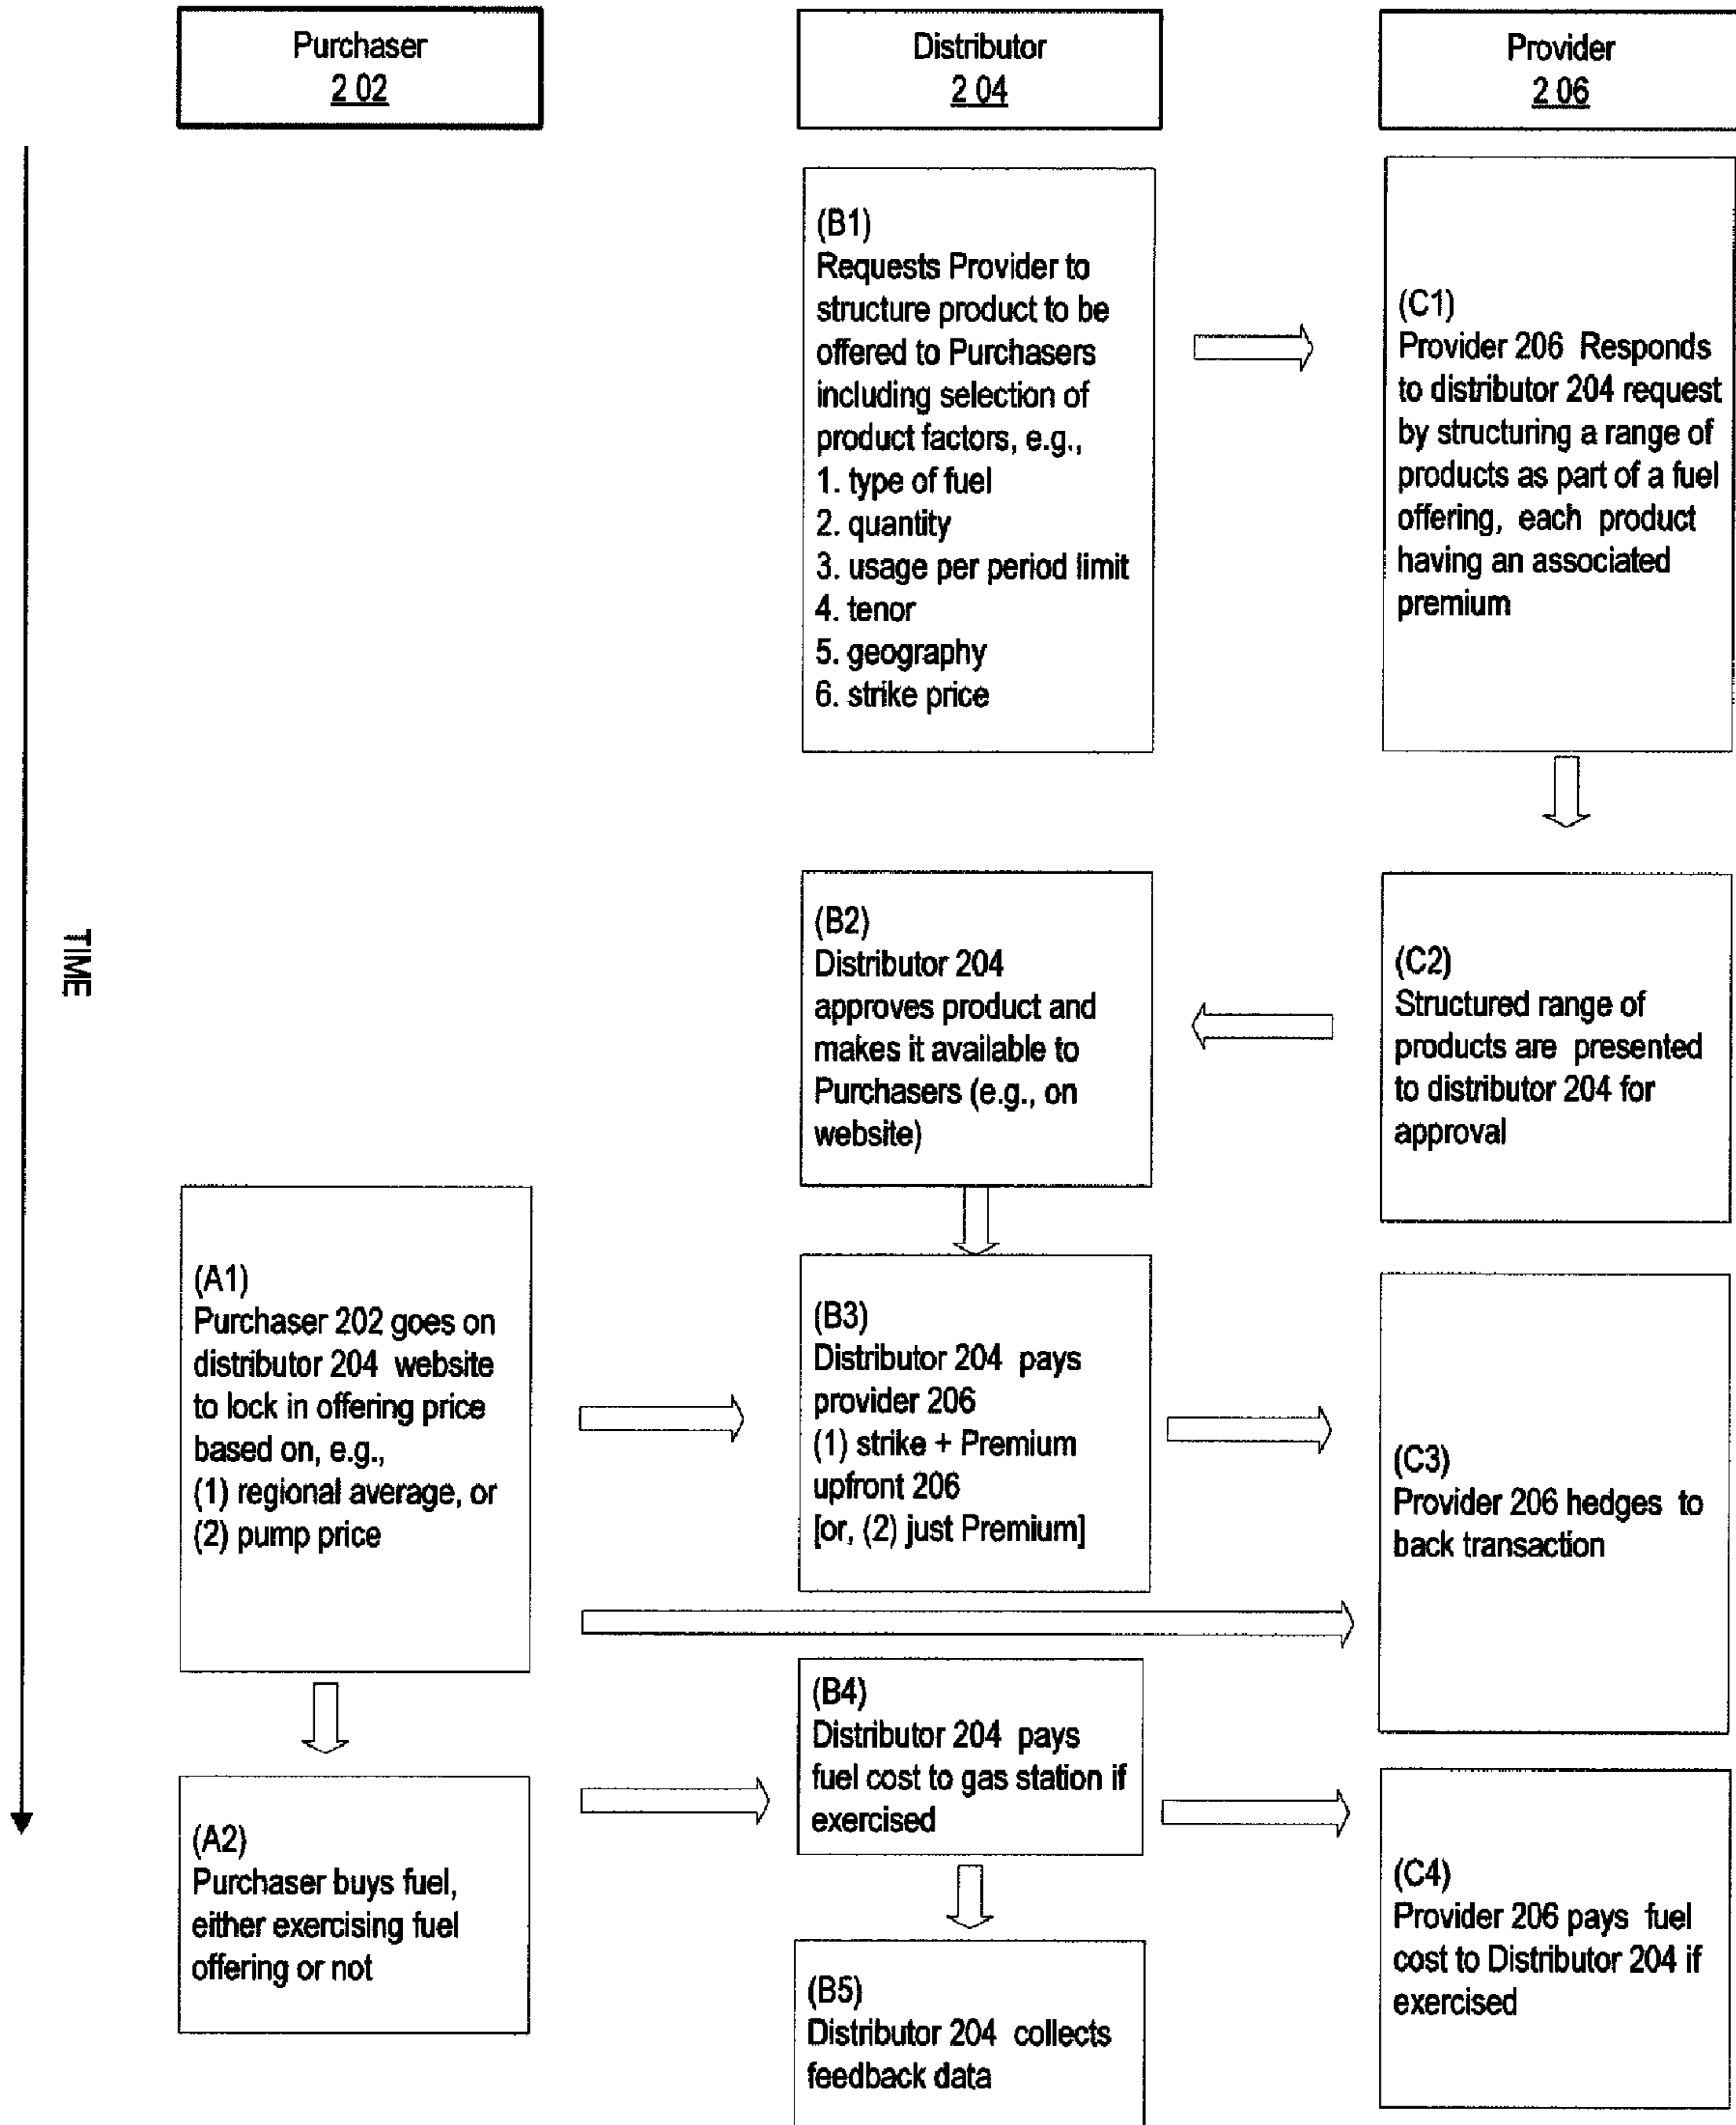 Purchaser
2 02
Distributor
2 04
Provider
2 06
TIME
(B1)
Requests Provider to
structure product to be
offered to Purchasers
including selection of
product factors, e.g.,
1. type of fuel
2. quantity
3. usage per period limit
4. tenor
5. geography
6. strike price
(C1)
Provider 206 Responds
to distributor 204 request
by structuring a range of
products as part of a fuel
offering, each product
having an associated
premium
(B2)
Distributor 204
approves product and
makes it available to
Purchasers (e.g., on
website)
(C2)
Structured range of
products are presented
to distributor 204 for
approval
(A1)
Purchaser 202 goes on
distributor 204 website
to lock in offering price
based on, e.g.,
(1) regional average, or
(2) pump price
(B3)
Distributor 204 pays
provider 206
(1) strike + Premium
upfront 206
[or, (2) just Premium]
(C3)
Provider 206 hedges to
back transaction
(B4)
Distributor 204 pays
fuel cost to gas station if
exercised
(A2)
Purchaser buys fuel,
either exercising fuel
offering or not
(C4)
Provider 206 pays fuel
cost to Distributor 204 if
exercised
(B5)
Distributor 204 collects
feedback data